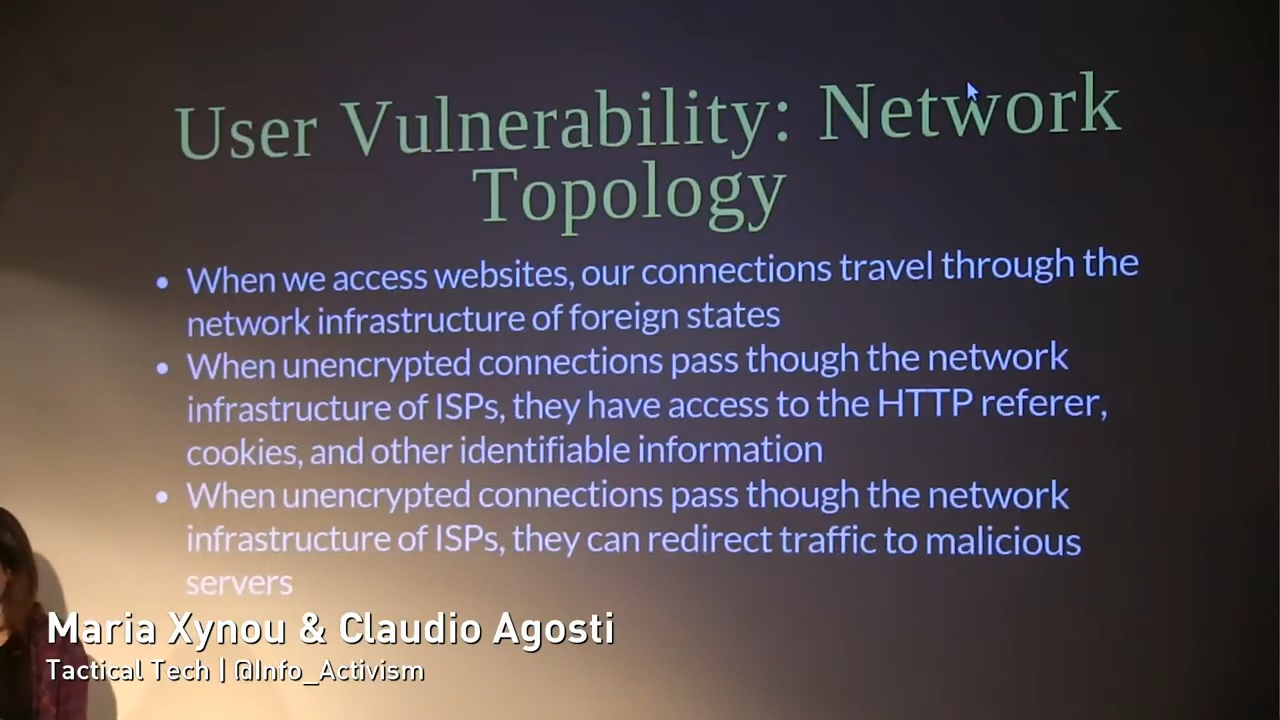 User Vulnerability: Network
Topology
• When we access websites, our connections travel through the
network infrastructure of foreign states
• When unencrypted connections pass though the network
infrastructure of ISPs, they have access to the HTTP referer,
cookies, and other identifiable information
• When unencrypted connections pass though the network
infrastructure of ISPs, they can redirect traffic to malicious
servers
Maria Xynou & Claudio Agosti
Tactical Tech | @Info_Activism